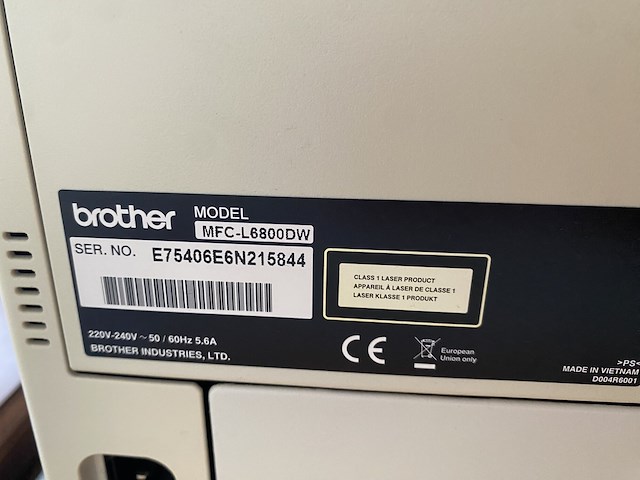 brother MODEL
MFC-L6800DW
SER. NO. E75406E6N215844
CLASS 1 LASER PRODUCT
APPAREIL À LASER DE CLASSE 1
LASER KLASSE 1 PRODUKT
220V-240V ~ 50 / 60Hz 5.6A
BROTHER INDUSTRIES, LTD.
CE
European
Union only
>PS<
MADE IN VIETNAM
D004R6001